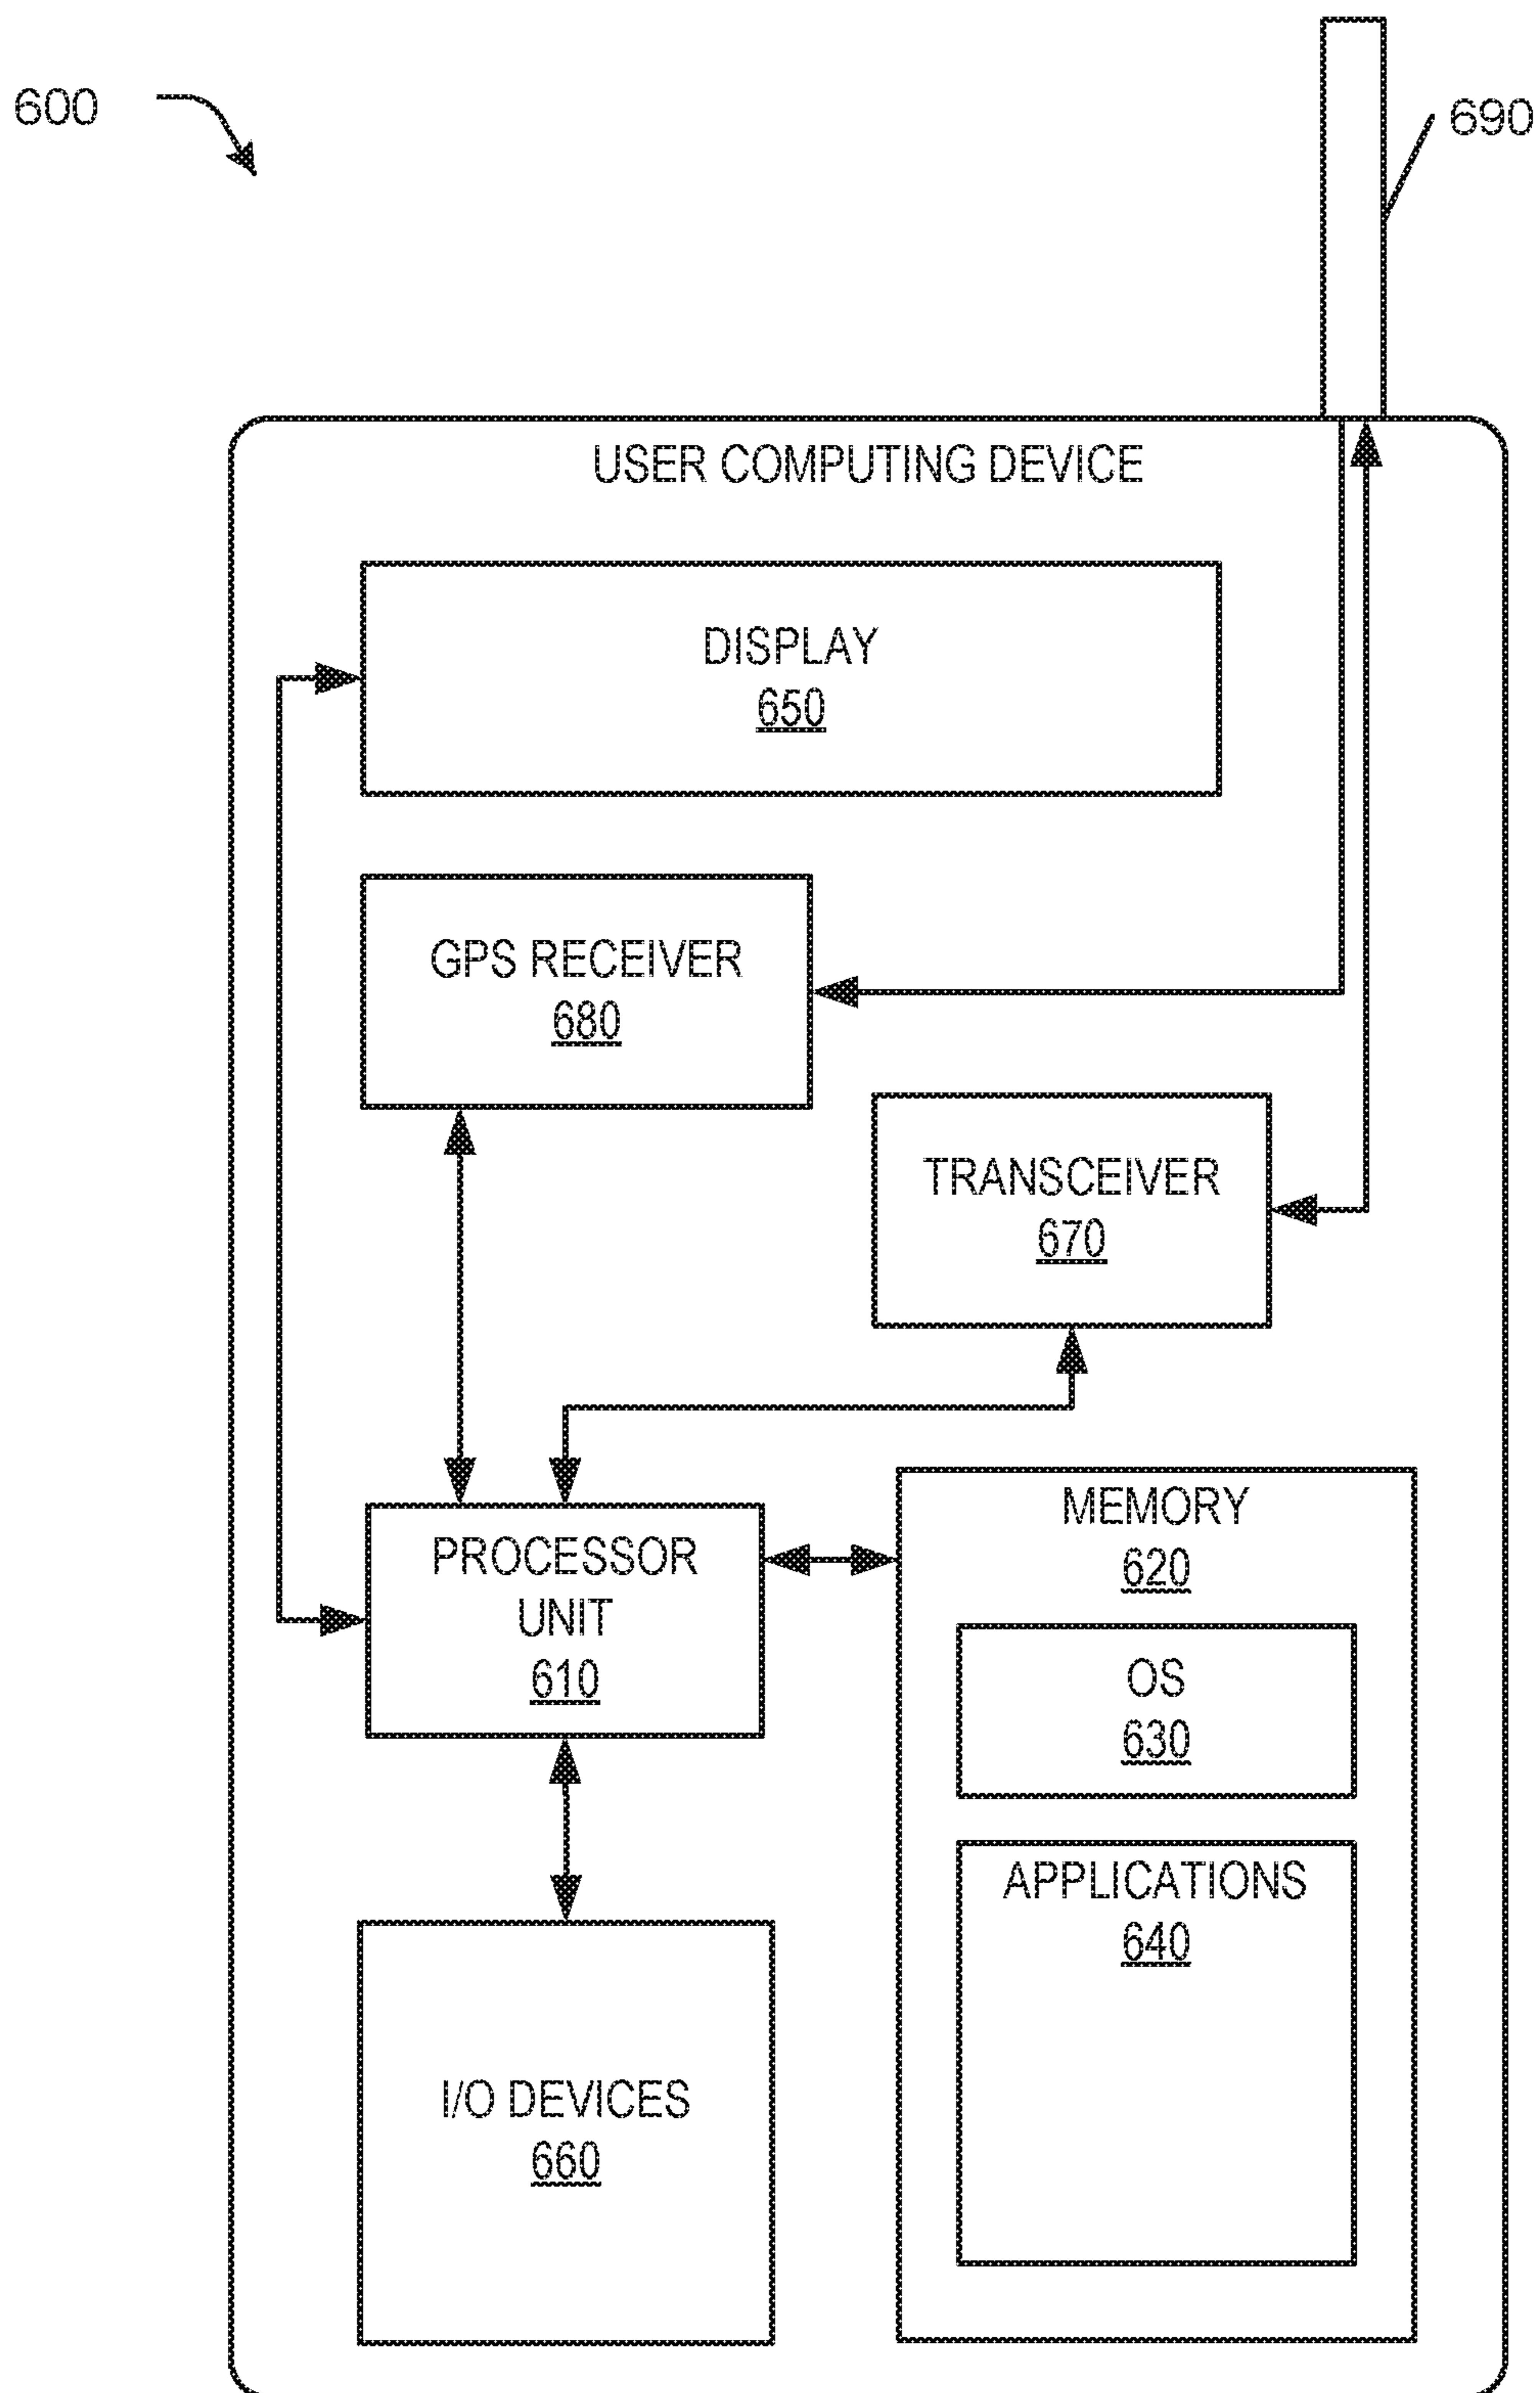 600
690
USER COMPUTING DEVICE
DISPLAY
650
GPS RECEIVER
680
TRANSCEIVER
670
PROCESSOR
UNIT
610
MEMORY
620
OS
630
APPLICATIONS
640
I/O DEVICES
660